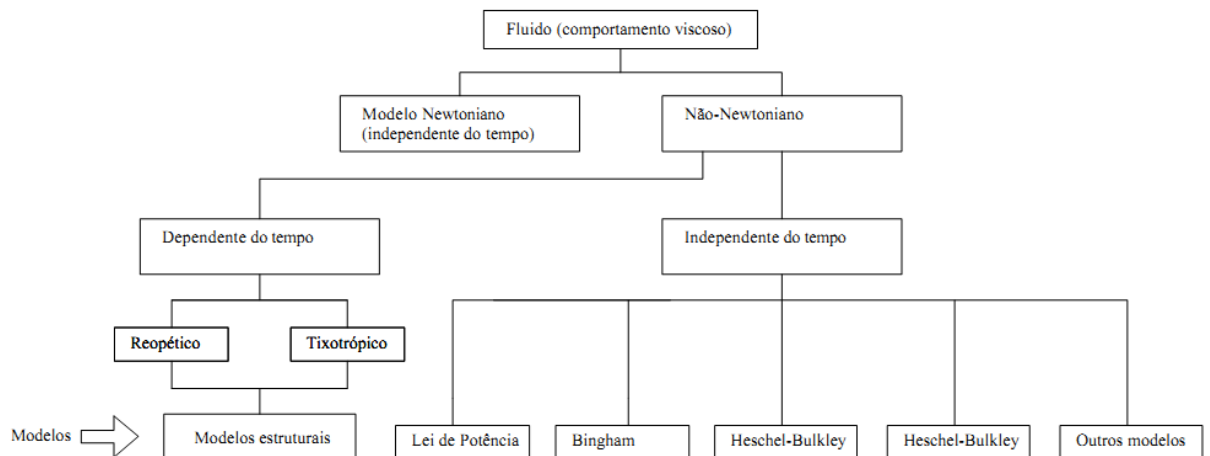 Fluido (comportamento viscoso)
Modelo Newtoniano
(independente do tempo)
Não-Newtoniano
Dependente do tempo
Independente do tempo
Reopético
Tixotrópico
Modelos
Modelos estruturais
Lei de Potência
Bingham
Heschel-Bulkley
Heschel-Bulkley
Outros modelos